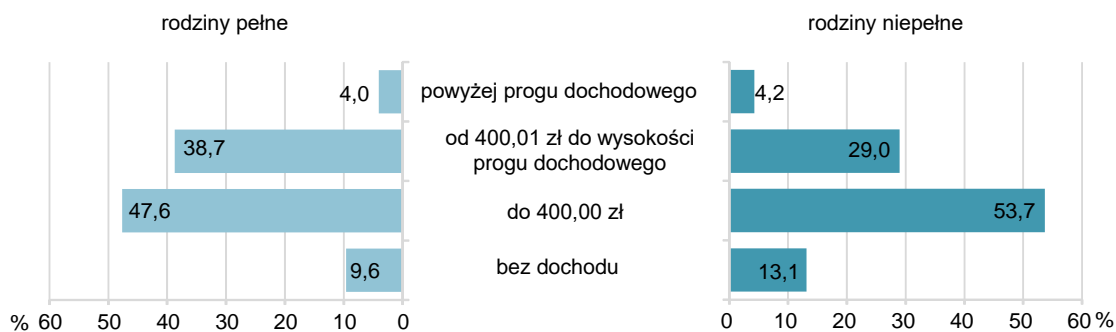 rodziny pełne
rodziny niepełne
4,0
powyżej progu dochodowego
4,2
38,7
od 400,01 zł do wysokości
progu dochodowego
29,0
47,6
do 400,00 zł
53,7
9,6
bez dochodu
13,1
% 60 50 40 30 20 10 0
0 10 20 30 40 50 60 %